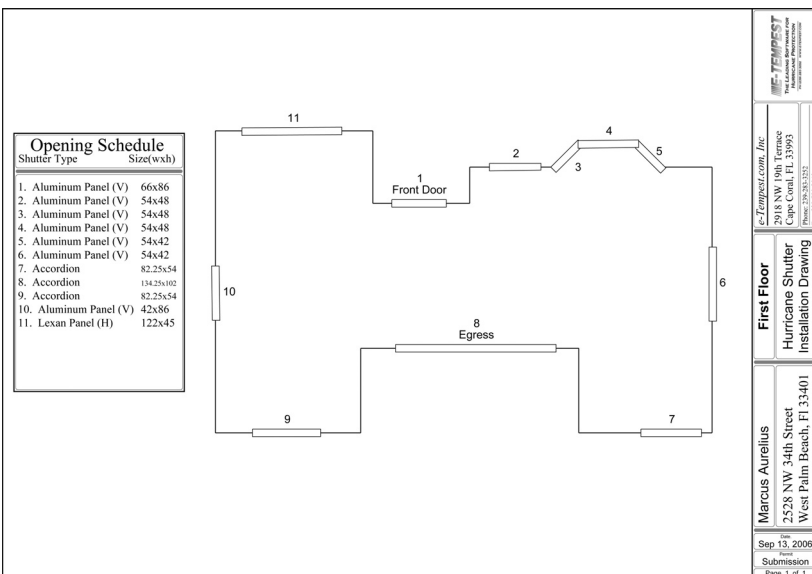 Opening Schedule
Shutter Type Size(wxh)
1. Aluminum Panel (V) 66x86
2. Aluminum Panel (V) 54x48
3. Aluminum Panel (V) 54x48
4. Aluminum Panel (V) 54x48
5. Aluminum Panel (V) 54x42
6. Aluminum Panel (V) 54x42
7. Accordion 82.25x54
8. Accordion 134.25x102
9. Accordion 82.25x54
10. Aluminum Panel (V) 42x86
11. Lexan Panel (H) 122x45
11
1
Front Door
2
3
4
5
6
10
8
Egress
9
7
E-TEMPEST
THE LEADING SOFTWARE FOR
HURRICANE PROTECTION
e-Tempest.com, Inc
2918 NW 19th Terrace
Cape Coral, FL 33993
Phone: 239-283-3252
First Floor
Hurricane Shutter
Installation Drawing
Marcus Aurelius
2528 NW 34th Street
West Palm Beach, Fl 33401
Date
Sep 13, 2006
Permit
Submission
Page 1 of 1